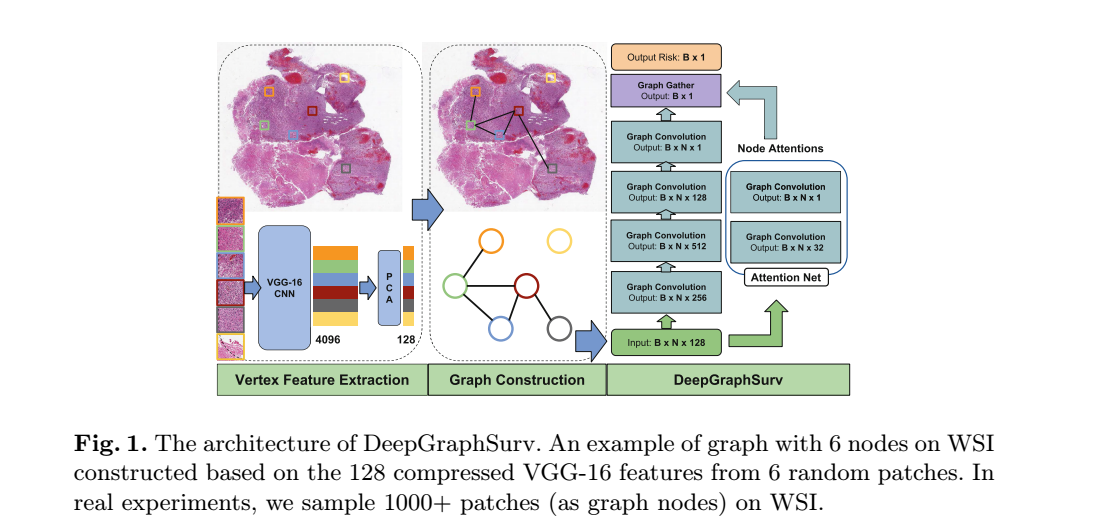 VGG-16
CNN
P
C
A
4096
128
Output Risk: B x 1
Graph Gather
Output: B x 1
Graph Convolution
Output: B x N x 1
Graph Convolution
Output: B x N x 128
Graph Convolution
Output: B x N x 512
Graph Convolution
Output: B x N x 256
Input: B x N x 128
Node Attentions
Graph Convolution
Output: B x N x 1
Graph Convolution
Output: B x N x 32
Attention Net
Vertex Feature Extraction
Graph Construction
DeepGraphSurv
Fig. 1. The architecture of DeepGraphSurv. An example of graph with 6 nodes on WSI
constructed based on the 128 compressed VGG-16 features from 6 random patches. In
real experiments, we sample 1000+ patches (as graph nodes) on WSI.